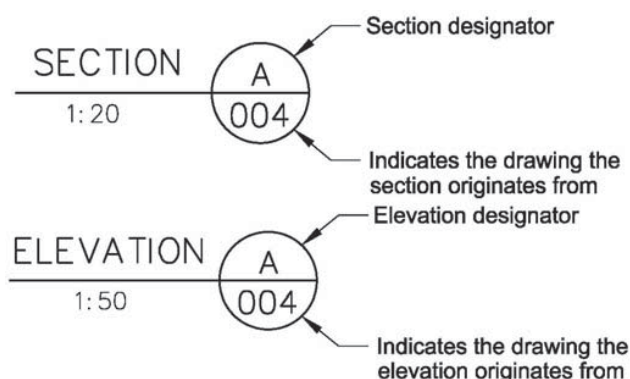 Section designator
SECTION
A
1:20
004
Indicates the drawing the
section originates from
Elevation designator
ELEVATION
A
1:50
004
Indicates the drawing the
elevation originates from